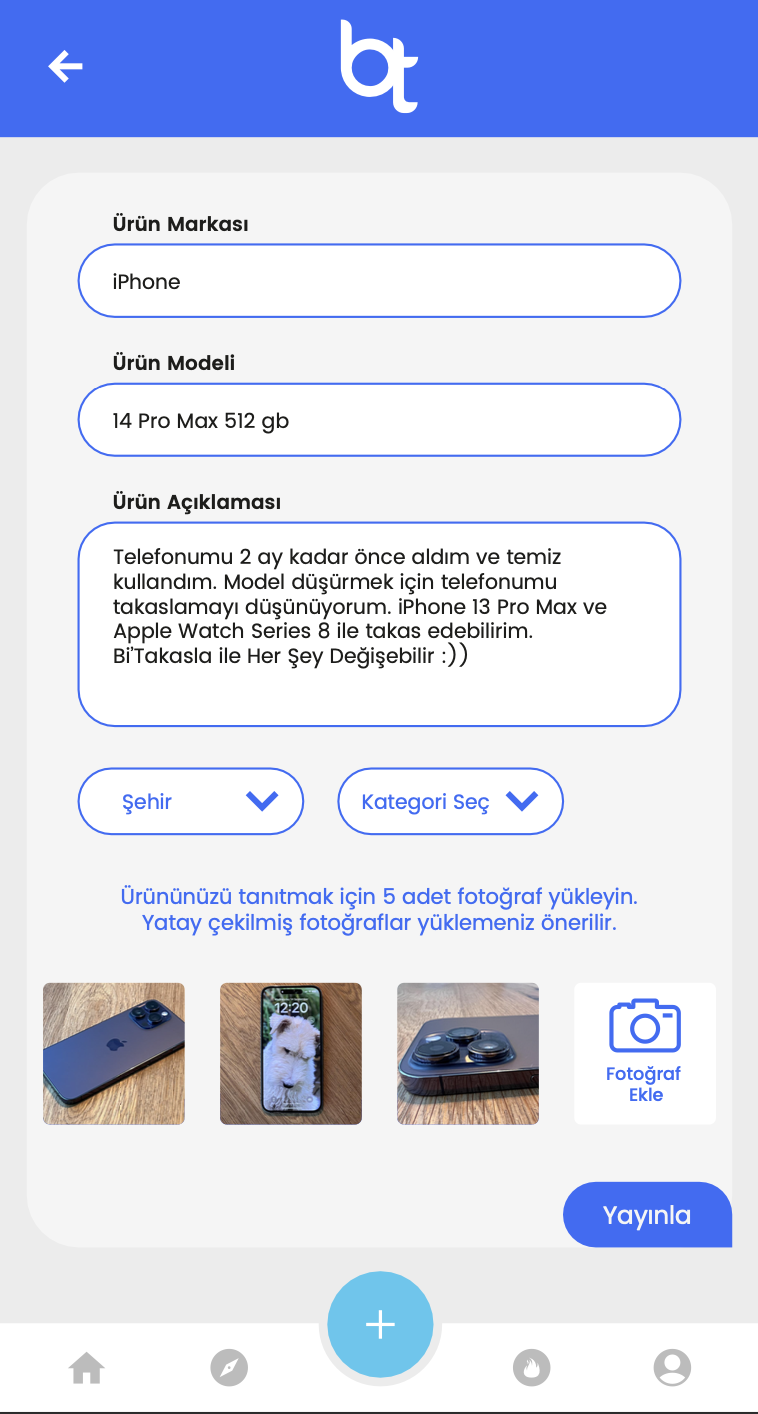 bt
Ürün Markası
iPhone
Ürün Modeli
14 Pro Max 512 gb
Ürün Açıklaması
Telefonumu 2 ay kadar önce aldım ve temiz
kullandım. Model düşürmek için telefonumu
takaslamayı düşünüyorum. iPhone 13 Pro Max ve
Apple Watch Series 8 ile takas edebilirim.
Bi'Takasla ile Her Şey Değişebilir :))
Şehir
Kategori Seç
Ürününüzü tanıtmak için 5 adet fotoğraf yükleyin.
Yatay çekilmiş fotoğraflar yüklemeniz önerilir.
12:20
Fotoğraf
Ekle
Yayınla